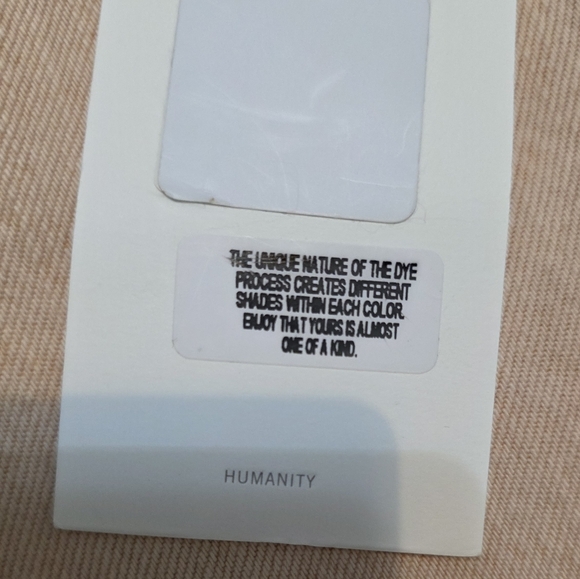 THE UNIQUE NATURE OF THE DYE
PROCESS CREATES DIFFERENT
SHADES WITHIN EACH COLOR.
ENJOY THAT YOURS IS ALMOST
ONE OF A KIND.
HUMANITY